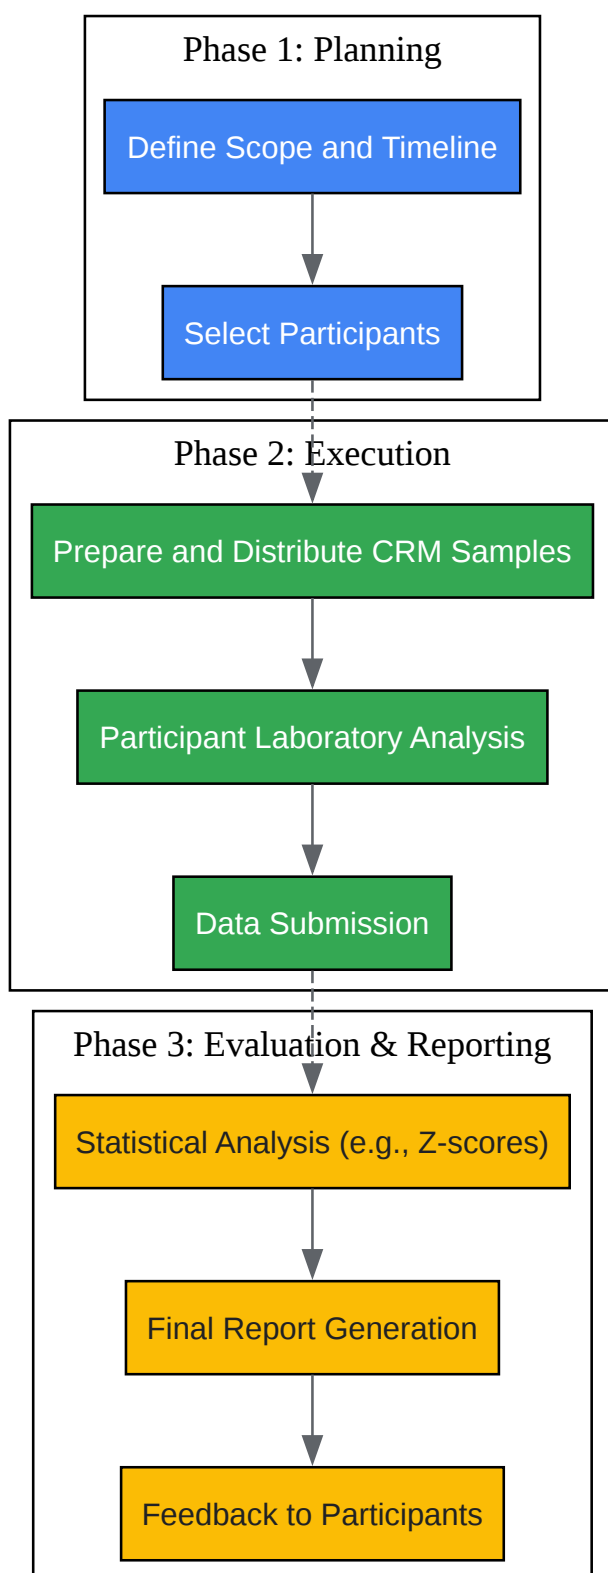 Phase 1: Planning
Define Scope and Timeline
Select Participants
Phase 2: Execution
Prepare and Distribute CRM Samples
Participant Laboratory Analysis
Data Submission
Phase 3: Evaluation & Reporting
Statistical Analysis (e.g., Z-scores)
Final Report Generation
Feedback to Participants